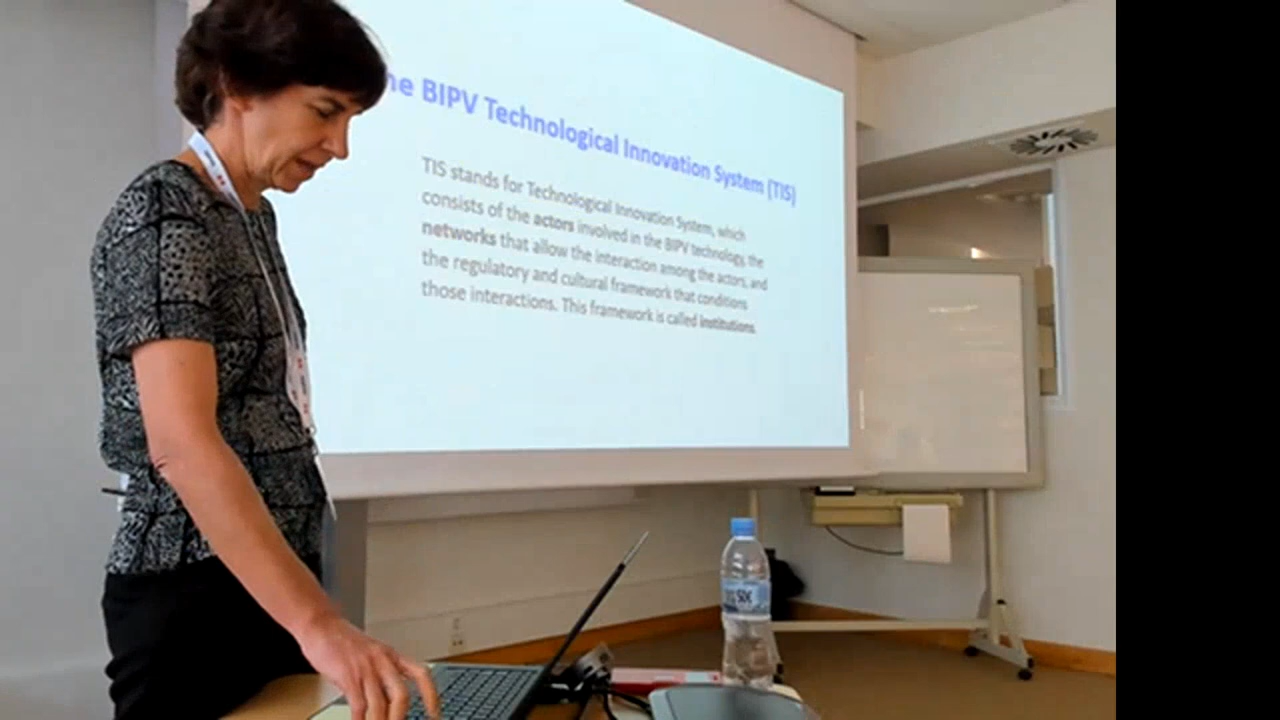 he BIPV Technological Innovation System (TIS)
TIS stands for Technological Innovation System, which
consists of the actors involved in the BIPV technology, the
networks that allow the interaction among the actors, and
the regulatory and cultural framework that conditions
those interactions. This framework is called institutions.